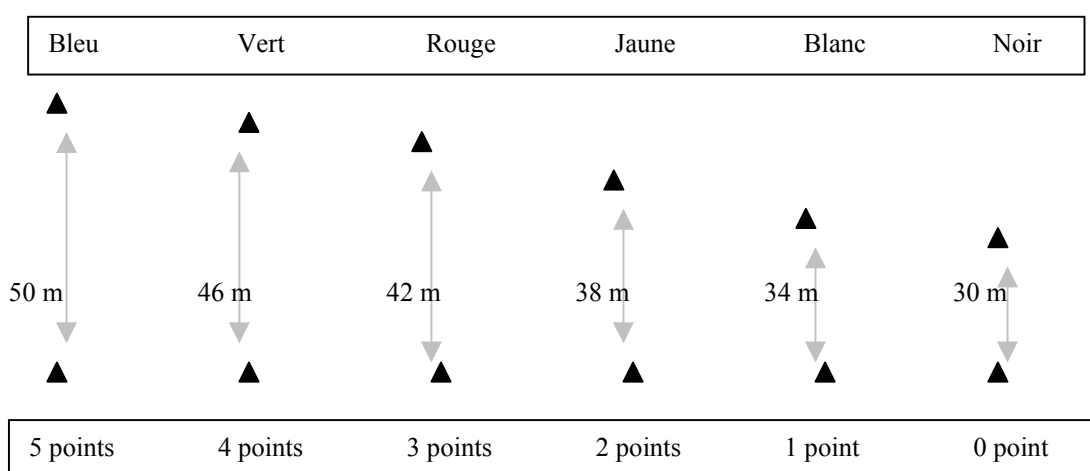 Bleu Vert Rouge Jaune Blanc Noir
50 m 46 m 42 m 38 m 34 m 30 m
5 points 4 points 3 points 2 points 1 point 0 point